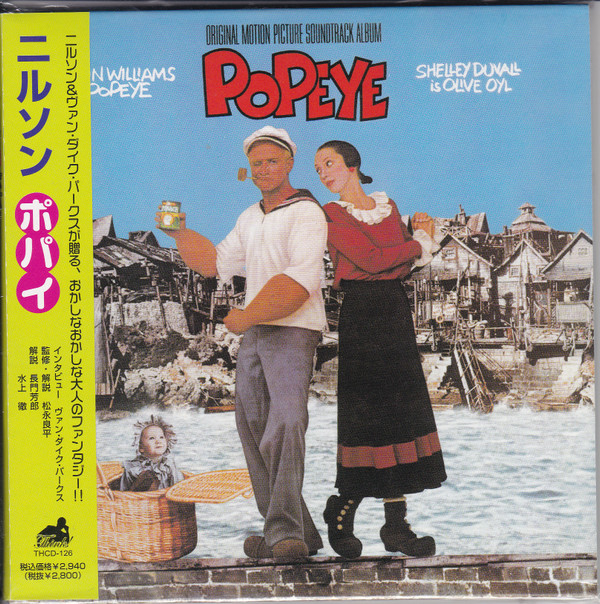 ORIGINAL MOTION PICTURE SOUNDTRACK ALBUM
N WILLIAMS
POPEYE
POPEYE
SHELLEY DUVALL
is OLIVE OYL
ニルソン
ポパイ
ニルソン&ヴァン・ダイク・パークスが贈る、おかしなおかしな大人のファンタジー!!
インタビュー ヴァン・ダイク・パークス
監修・解説 松永良平
解説 長門芳郎
水上 徹
THCD-126
税込価格¥2,940
(税抜¥2,800)